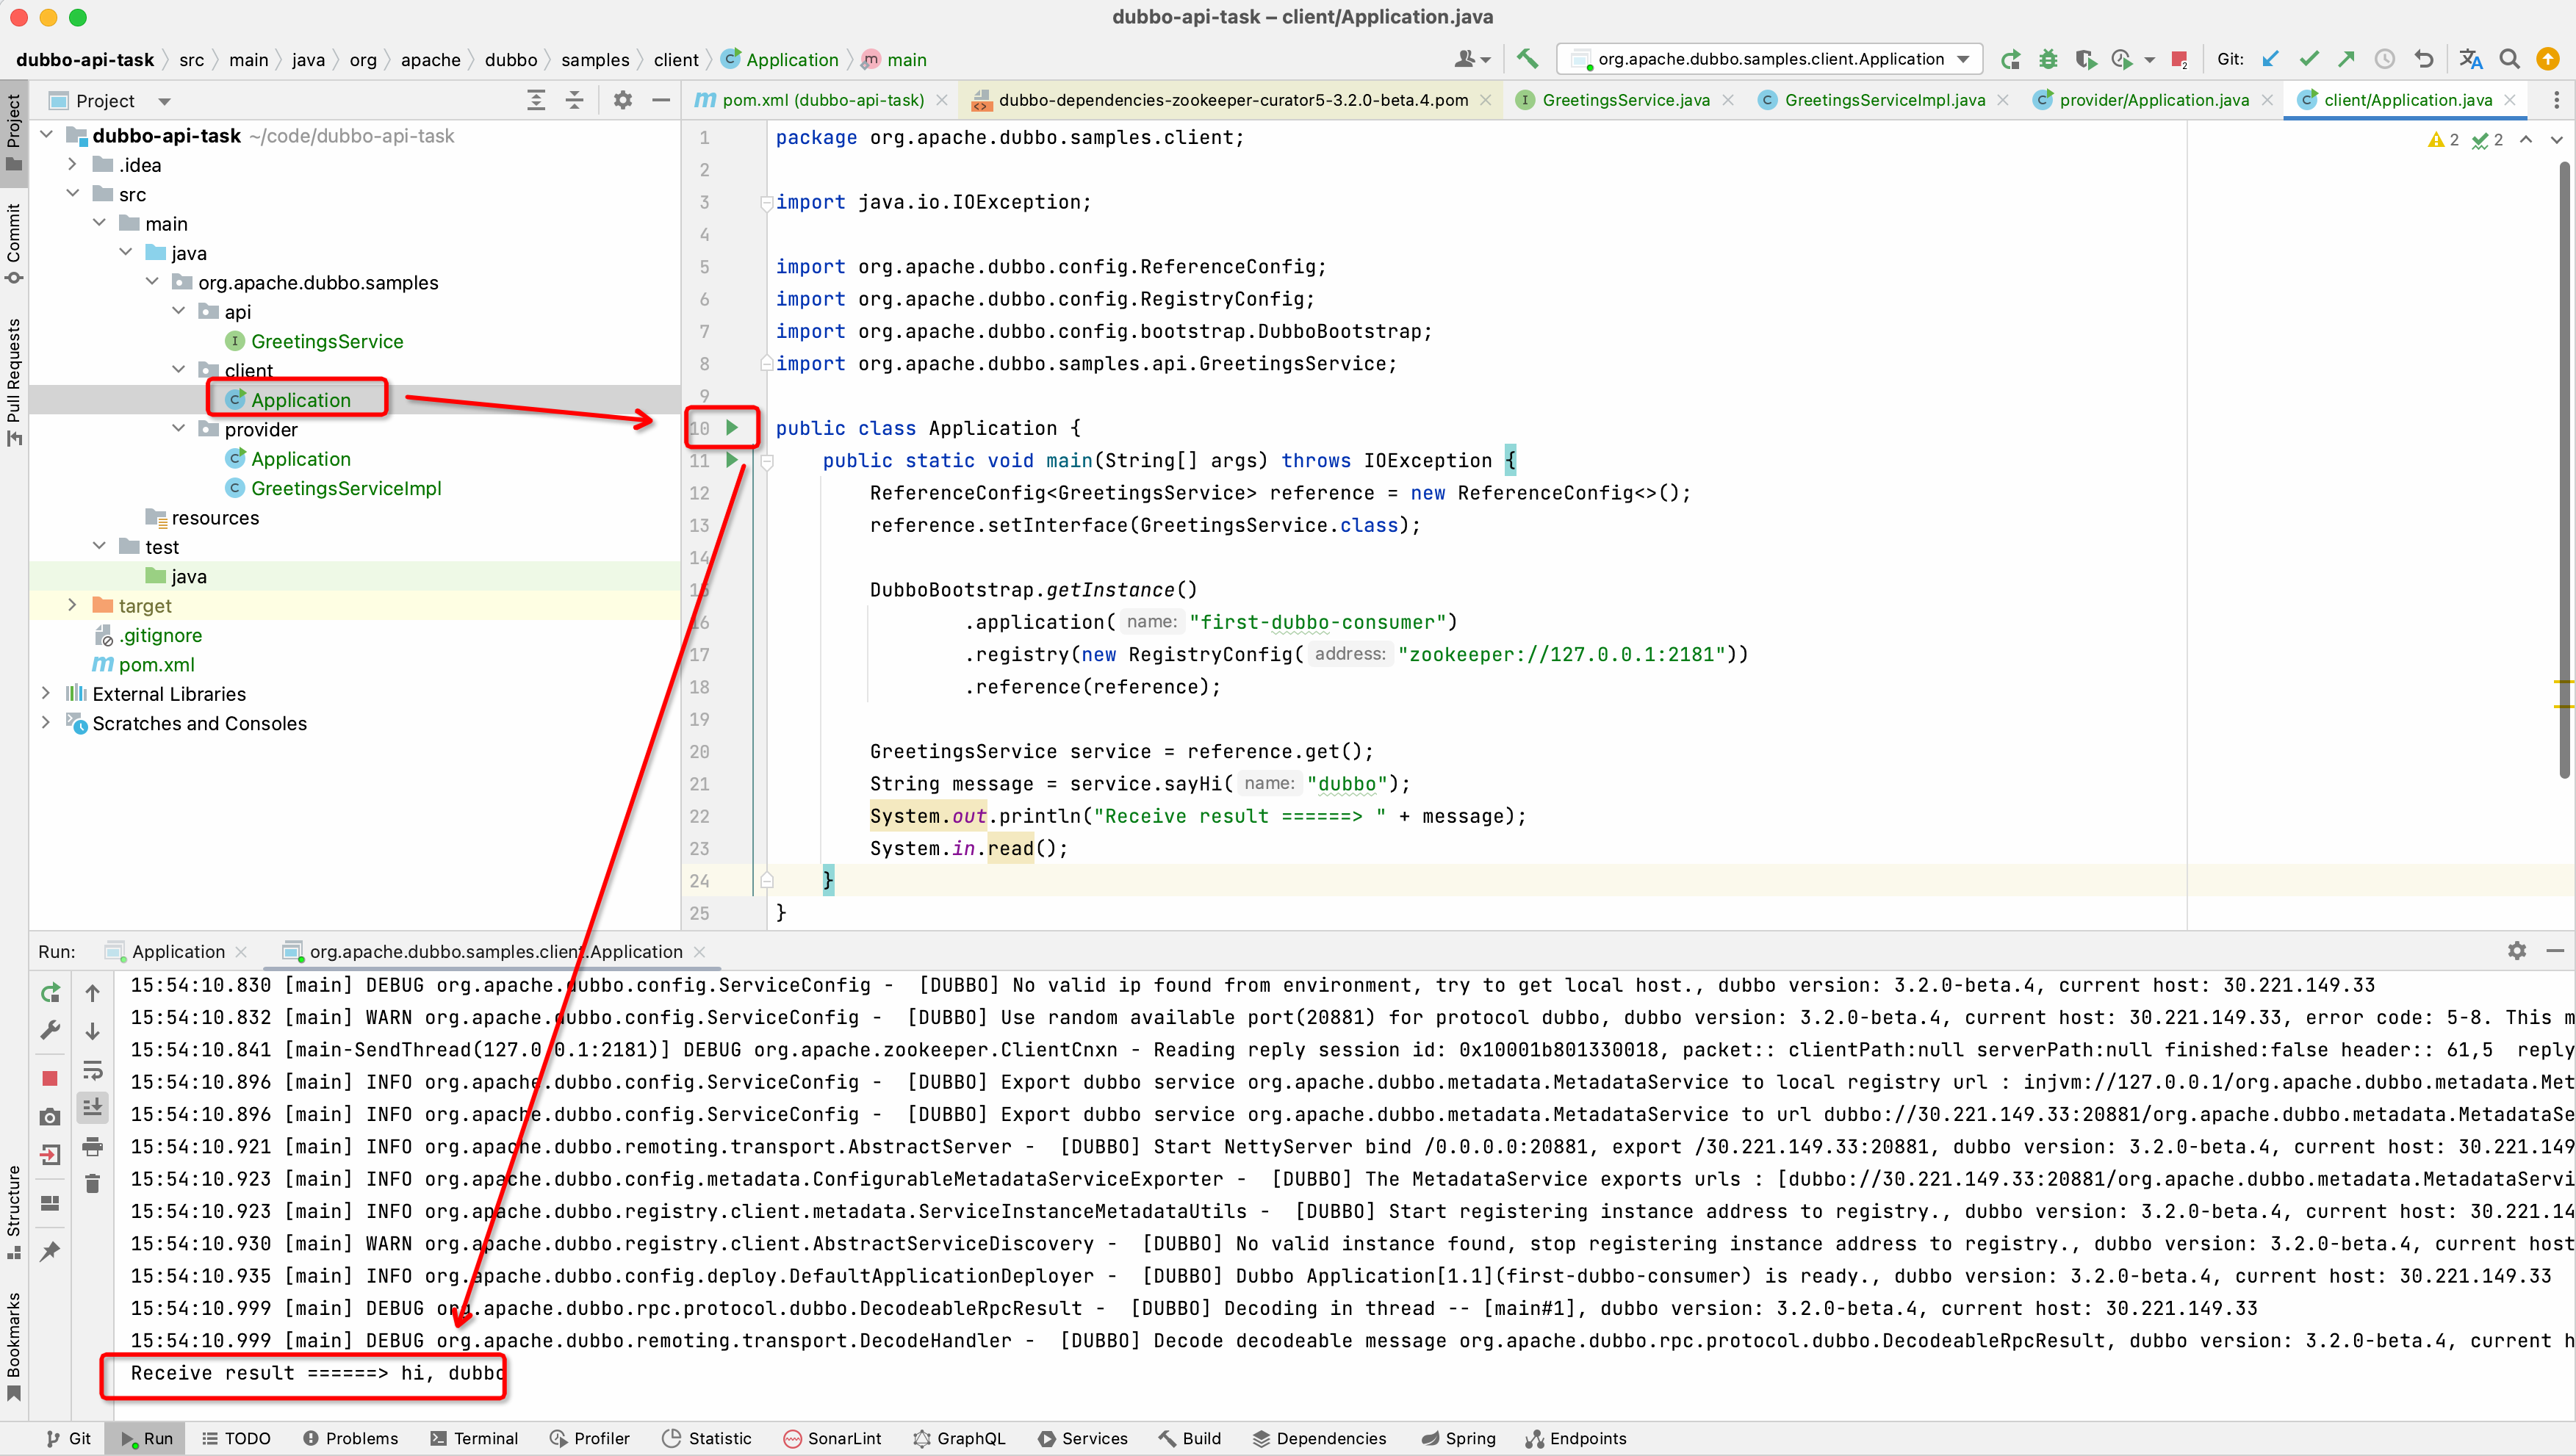 dubbo-api-task – client/Application.java
dubbo-api-task src main java org apache dubbo samples client Application main
org.apache.dubbo.samples.client.Application
Git:
Project
pom.xml (dubbo-api-task)
dubbo-dependencies-zookeeper-curator5-3.2.0-beta.4.pom
GreetingsService.java
GreetingsServiceImpl.java
provider/Application.java
client/Application.java
Project
Commit
Pull Requests
Structure
Bookmarks
dubbo-api-task ~/code/dubbo-api-task
.idea
src
main
java
org.apache.dubbo.samples
api
GreetingsService
client
Application
provider
Application
GreetingsServiceImpl
resources
test
java
target
.gitignore
pom.xml
External Libraries
Scratches and Consoles
2 2
1 package org.apache.dubbo.samples.client;
2
3 import java.io.IOException;
4
5 import org.apache.dubbo.config.ReferenceConfig;
6 import org.apache.dubbo.config.RegistryConfig;
7 import org.apache.dubbo.config.bootstrap.DubboBootstrap;
8 import org.apache.dubbo.samples.api.GreetingsService;
9
10 public class Application {
11 public static void main(String[] args) throws IOException {
12 ReferenceConfig<GreetingsService> reference = new ReferenceConfig<>();
13 reference.setInterface(GreetingsService.class);
14
15 DubboBootstrap.getInstance()
16 .application( name: "first-dubbo-consumer")
17 .registry(new RegistryConfig( address: "zookeeper://127.0.0.1:2181"))
18 .reference(reference);
19
20 GreetingsService service = reference.get();
21 String message = service.sayHi( name: "dubbo");
22 System.out.println("Receive result ======> " + message);
23 System.in.read();
24 }
25 }
Run: Application org.apache.dubbo.samples.client.Application
15:54:10.830 [main] DEBUG org.apache.dubbo.config.ServiceConfig - [DUBBO] No valid ip found from environment, try to get local host., dubbo version: 3.2.0-beta.4, current host: 30.221.149.33
15:54:10.832 [main] WARN org.apache.dubbo.config.ServiceConfig - [DUBBO] Use random available port(20881) for protocol dubbo, dubbo version: 3.2.0-beta.4, current host: 30.221.149.33, error code: 5-8. This m
15:54:10.841 [main-SendThread(127.0.0.1:2181)] DEBUG org.apache.zookeeper.ClientCnxn - Reading reply session id: 0x10001b801330018, packet:: clientPath:null serverPath:null finished:false header:: 61,5 reply
15:54:10.896 [main] INFO org.apache.dubbo.config.ServiceConfig - [DUBBO] Export dubbo service org.apache.dubbo.metadata.MetadataService to local registry url : injvm://127.0.0.1/org.apache.dubbo.metadata.Met
15:54:10.896 [main] INFO org.apache.dubbo.config.ServiceConfig - [DUBBO] Export dubbo service org.apache.dubbo.metadata.MetadataService to url dubbo://30.221.149.33:20881/org.apache.dubbo.metadata.MetadataSe
15:54:10.921 [main] INFO org.apache.dubbo.remoting.transport.AbstractServer - [DUBBO] Start NettyServer bind /0.0.0.0:20881, export /30.221.149.33:20881, dubbo version: 3.2.0-beta.4, current host: 30.221.149
15:54:10.923 [main] INFO org.apache.dubbo.config.metadata.ConfigurableMetadataServiceExporter - [DUBBO] The MetadataService exports urls : [dubbo://30.221.149.33:20881/org.apache.dubbo.metadata.MetadataServi
15:54:10.923 [main] INFO org.apache.dubbo.registry.client.metadata.ServiceInstanceMetadataUtils - [DUBBO] Start registering instance address to registry., dubbo version: 3.2.0-beta.4, current host: 30.221.14
15:54:10.930 [main] WARN org.apache.dubbo.registry.client.AbstractServiceDiscovery - [DUBBO] No valid instance found, stop registering instance address to registry., dubbo version: 3.2.0-beta.4, current host
15:54:10.935 [main] INFO org.apache.dubbo.config.deploy.DefaultApplicationDeployer - [DUBBO] Dubbo Application[1.1](first-dubbo-consumer) is ready., dubbo version: 3.2.0-beta.4, current host: 30.221.149.33
15:54:10.999 [main] DEBUG org.apache.dubbo.rpc.protocol.dubbo.DecodeableRpcResult - [DUBBO] Decoding in thread -- [main#1], dubbo version: 3.2.0-beta.4, current host: 30.221.149.33
15:54:10.999 [main] DEBUG org.apache.dubbo.remoting.transport.DecodeHandler - [DUBBO] Decode decodeable message org.apache.dubbo.rpc.protocol.dubbo.DecodeableRpcResult, dubbo version: 3.2.0-beta.4, current h
Receive result ======> hi, dubbo
Git Run TODO Problems Terminal Profiler Statistic SonarLint GraphQL Services Build Dependencies Spring Endpoints